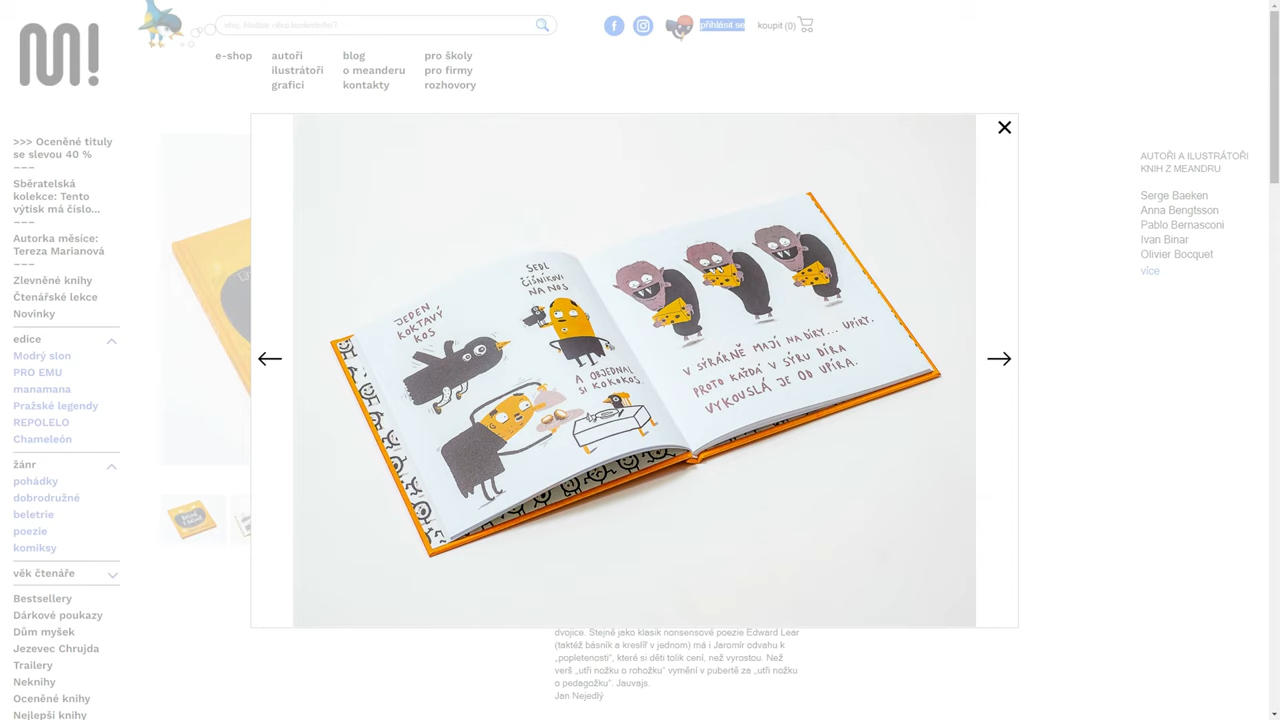 M!
ahoj, hledáte něco konkrétního?
přihlásit se
koupit (0)
e-shop
autoři
ilustrátoři
grafici
blog
o meanderu
kontakty
pro školy
pro firmy
rozhovory
>>> Oceněné tituly
se slevou 40 %
–––
Sběratelská
kolekce: Tento
výtisk má číslo...
–––
Autorka měsíce:
Tereza Marianová
–––
Zlevněné knihy
Čtenářské lekce
Novinky
edice
Modrý slon
PRO EMU
manamana
Pražské legendy
REPOLELO
Chameleón
žánr
pohádky
dobrodružné
beletrie
poezie
komiksy
věk čtenáře
Bestsellery
Dárkové poukazy
Dům myšek
Jezevec Chrujda
Trailery
Neknihy
Oceněné knihy
Nejlepší knihy
JEDEN
KOKTAVÝ
KOS
SEDL
ČÍŠNÍKOVI
NA NOS
A OBJEDNAL
SI KOKOKOS.
V SÝRÁRNĚ MAJÍ NA DÍRY... UPÍRY.
PROTO KAŽDÁ V SÝRU DÍRA
VYKOUSLÁ JE OD UPÍRA.
dvojice. Stejně jako klasik nonsensové poezie Edward Lear
(taktéž básník a kreslíř v jednom) má i Jaromír odvahu k
„popletenosti“, které si děti tolik cení, než vyrostou. Než
verš „utři nožku o rohožku“ vymění v pubertě za „utři nožku
o pedagožku“. Jauvajs.
Jan Nejedlý
AUTOŘI A ILUSTRÁTOŘI
KNIH Z MEANDRU
Serge Baeken
Anna Bengtsson
Pablo Bernasconi
Ivan Binar
Olivier Bocquet
více